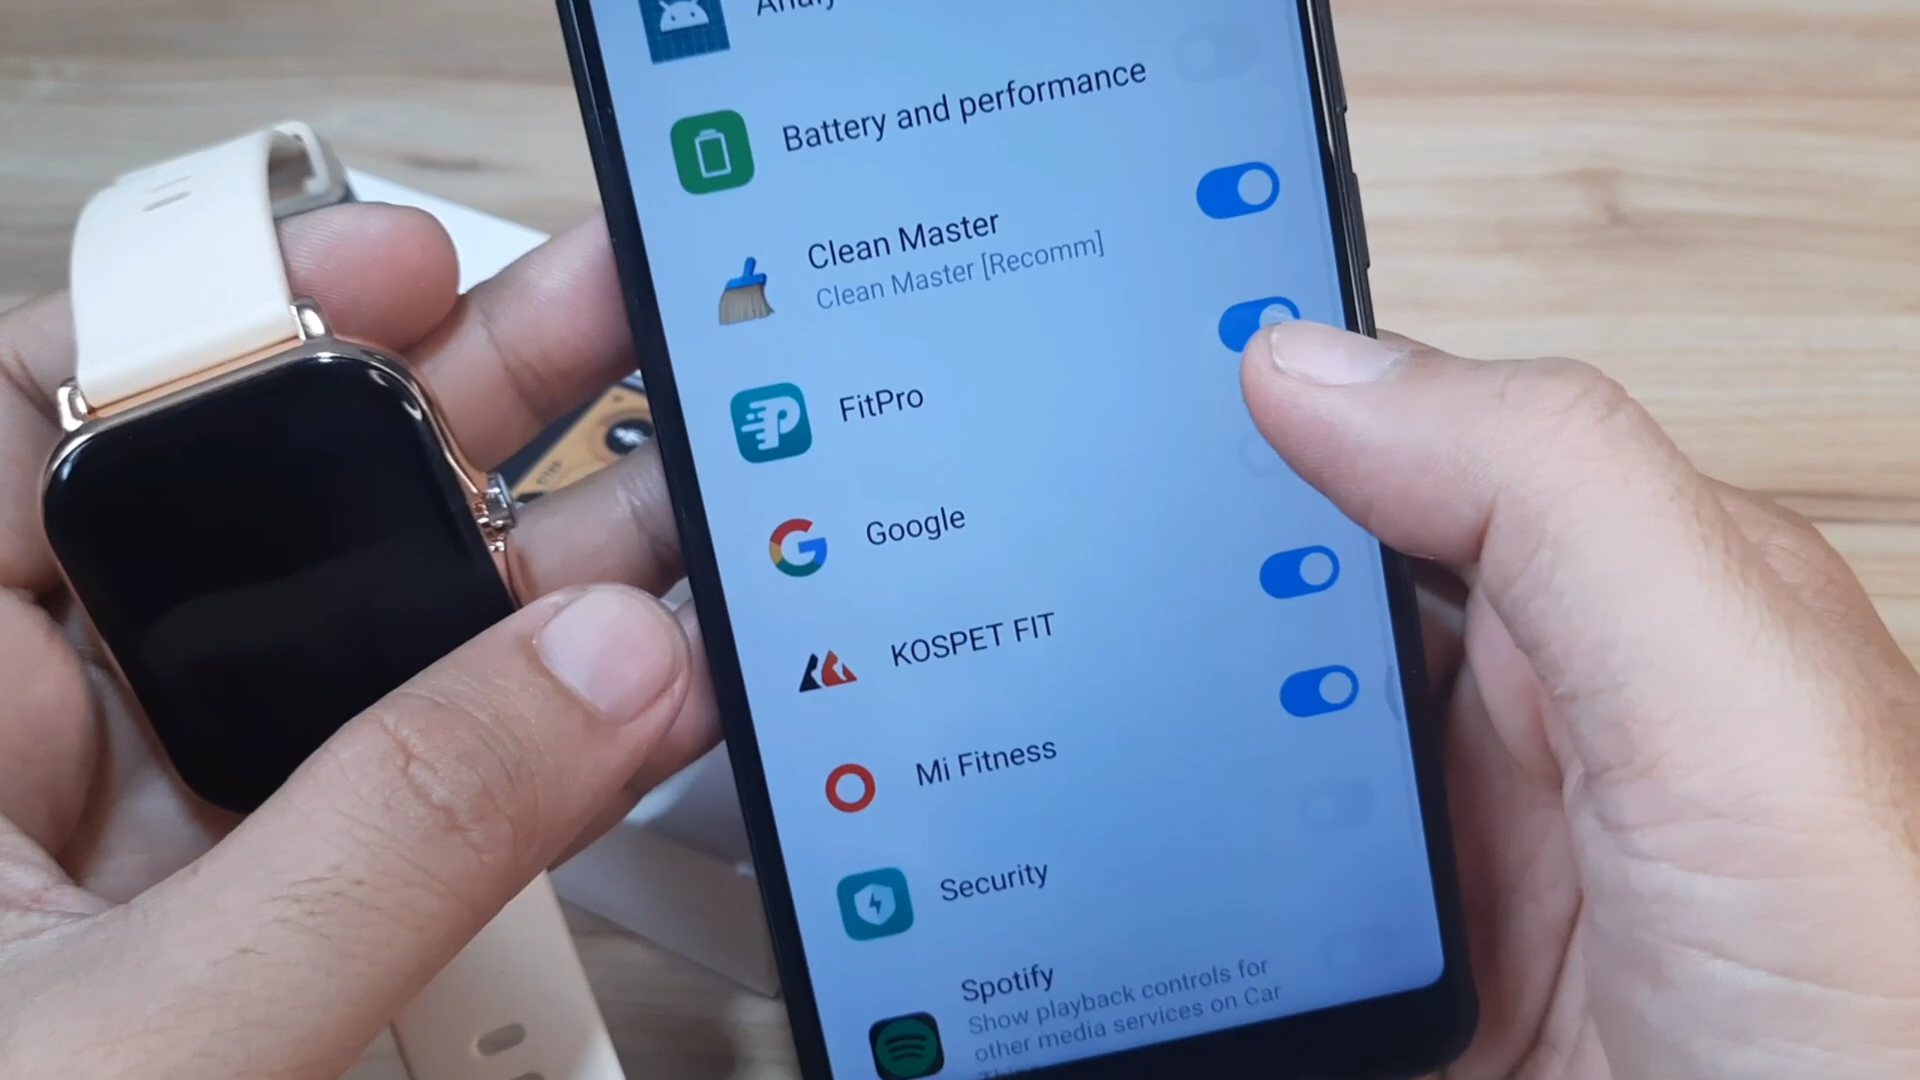 Battery and performance
Clean Master
Clean Master [Recomm]
FitPro
Google
KOSPET FIT
Mi Fitness
Security
Spotify
Show playback controls for
other media services on Car